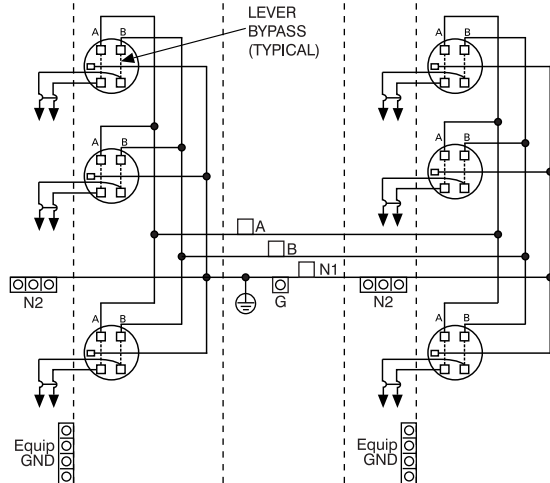 LEVER
BYPASS
(TYPICAL)
A B
A B
A B
A B
A
B
N1
N2
G
N2
A B
A B
Equip
GND
Equip
GND